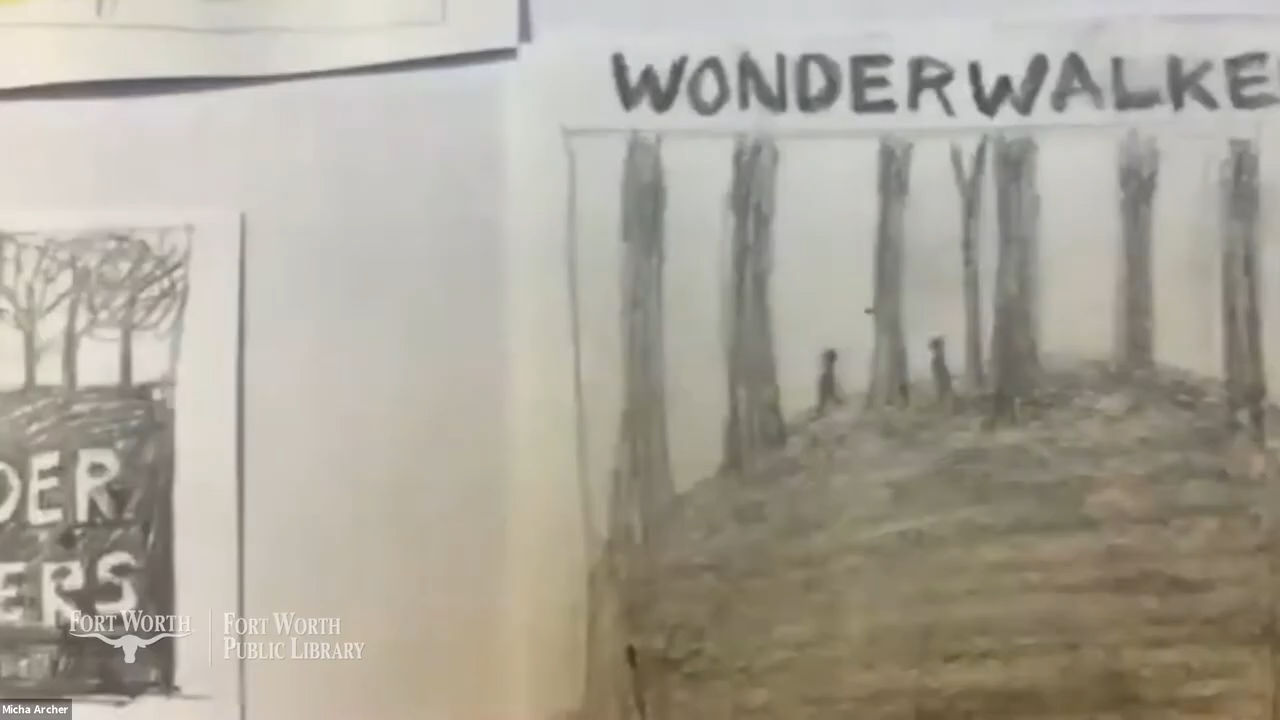 WONDERWALKE
DER
ERS
FORT WORTH
FORT WORTH
PUBLIC LIBRARY
Micha Archer